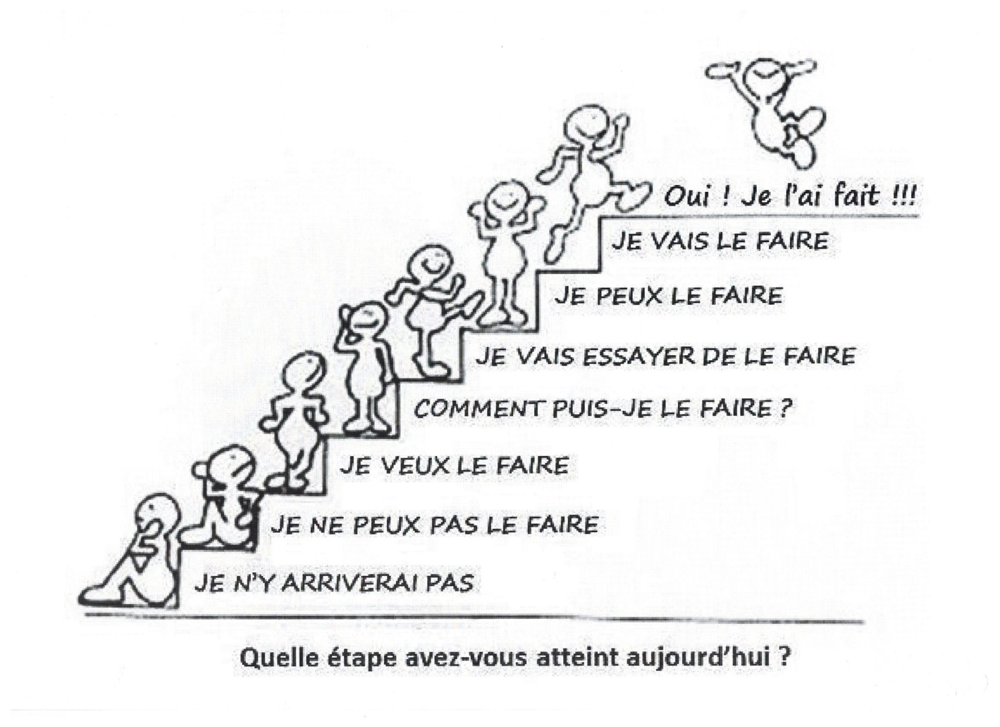 Oui ! Je l'ai fait !!!
JE VAIS LE FAIRE
JE PEUX LE FAIRE
JE VAIS ESSAYER DE LE FAIRE
COMMENT PUIS-JE LE FAIRE ?
JE VEUX LE FAIRE
JE NE PEUX PAS LE FAIRE
JE N'Y ARRIVERAI PAS
Quelle étape avez-vous atteint aujourd'hui ?